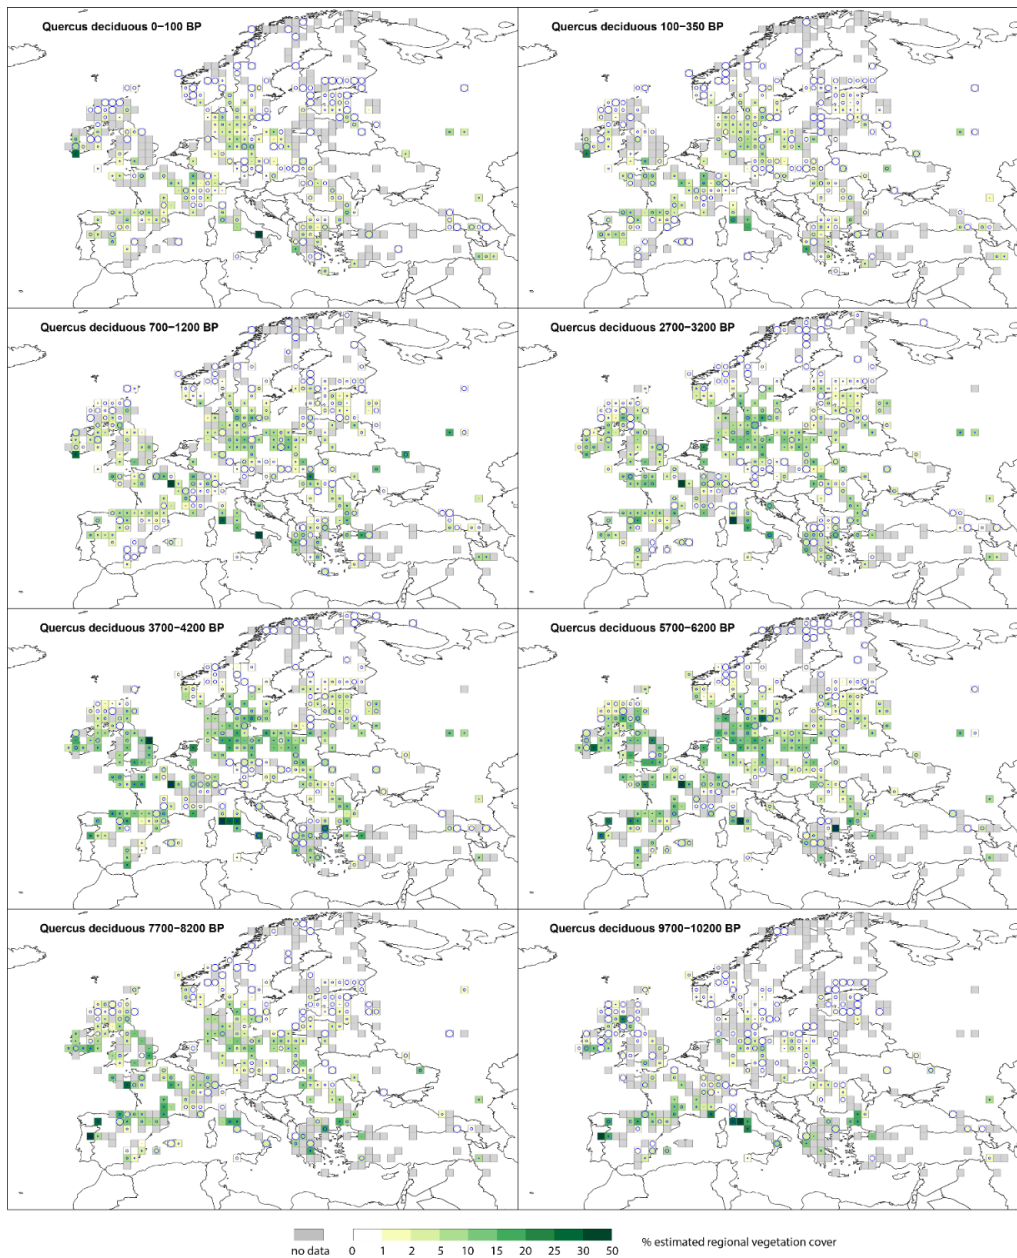 Quercus deciduous 0−100 BP
Quercus deciduous 100−350 BP
Quercus deciduous 700−1200 BP
Quercus deciduous 2700−3200 BP
Quercus deciduous 3700−4200 BP
Quercus deciduous 5700−6200 BP
Quercus deciduous 7700−8200 BP
Quercus deciduous 9700−10200 BP
no data 0 1 2 5 10 15 20 25 30 50 % estimated regional vegetation cover